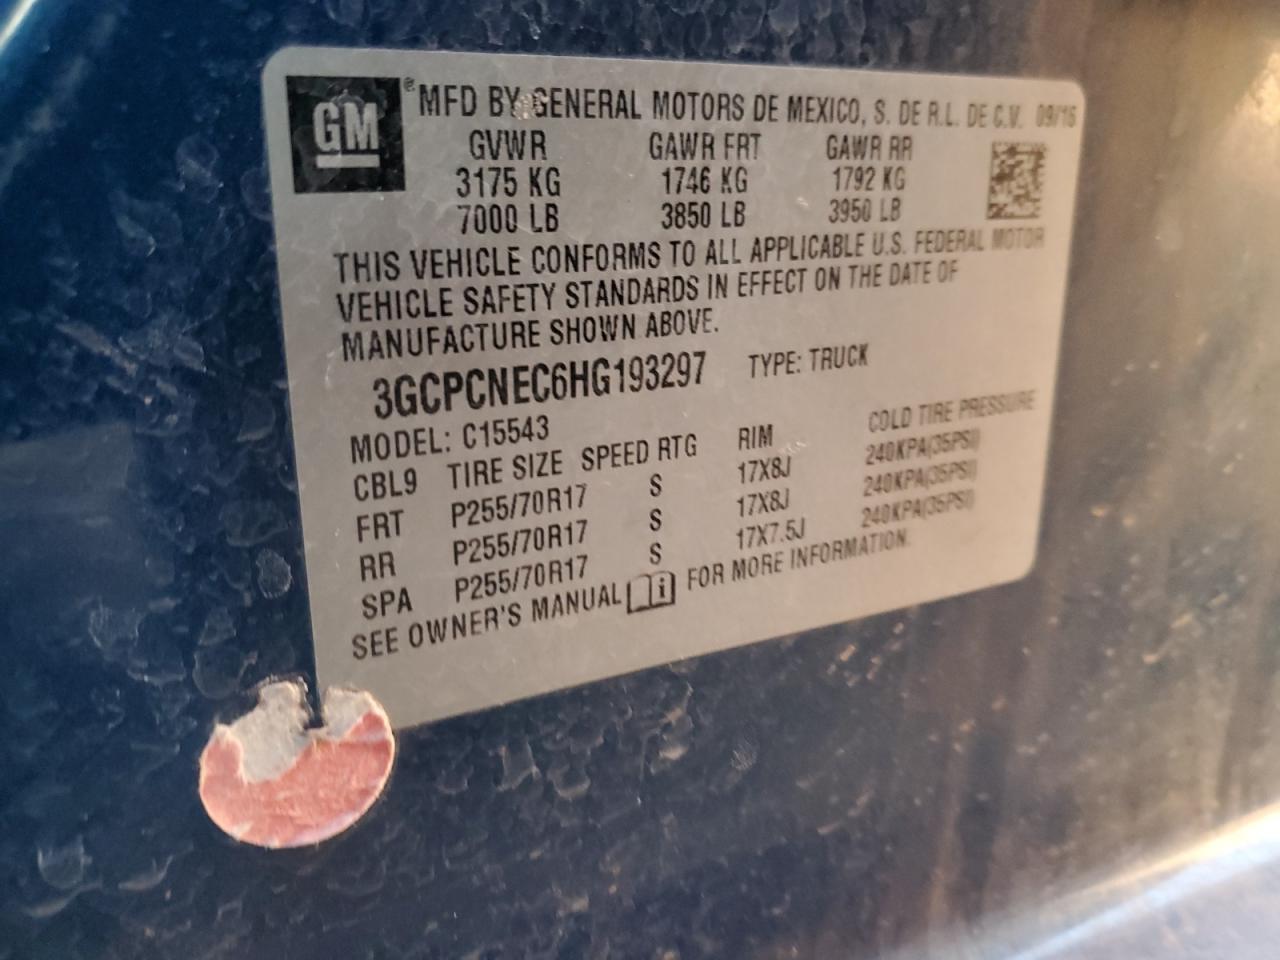 GM
® MFD BY GENERAL MOTORS DE MEXICO, S. DE R.L. DE C.V. 09/16
GVWR GAWR FRT GAWR RR
3175 KG 1746 KG 1792 KG
7000 LB 3850 LB 3950 LB
THIS VEHICLE CONFORMS TO ALL APPLICABLE U.S. FEDERAL MOTOR
VEHICLE SAFETY STANDARDS IN EFFECT ON THE DATE OF
MANUFACTURE SHOWN ABOVE.
3GCPCNEC6HG193297 TYPE: TRUCK
MODEL: C15543
CBL9 TIRE SIZE SPEED RTG RIM COLD TIRE PRESSURE
FRT P255/70R17 S 17X8J 240KPA(35PSI)
RR P255/70R17 S 17X8J 240KPA(35PSI)
SPA P255/70R17 S 17X7.5J 240KPA(35PSI)
SEE OWNER'S MANUAL FOR MORE INFORMATION.